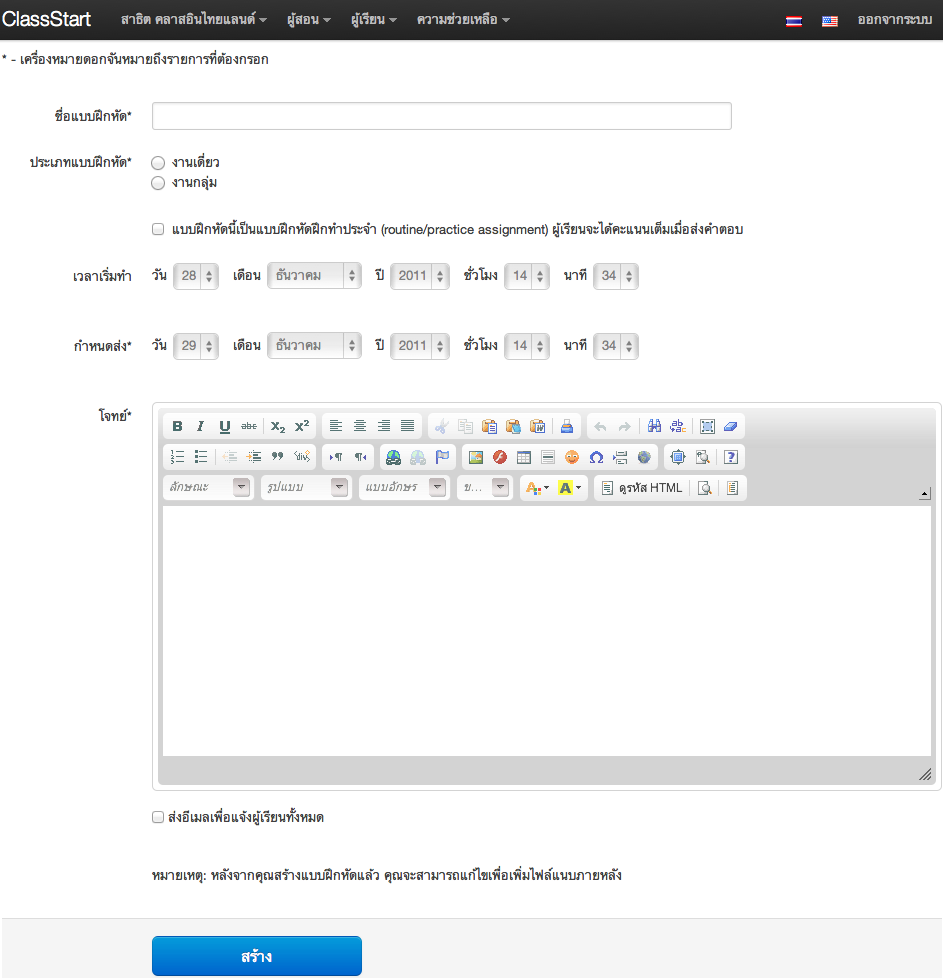 ClassStart สาธิต คลาสอินไทยแลนด์ ผู้สอน ผู้เรียน ความช่วยเหลือ ออกจากระบบ
* - เครื่องหมายดอกจันหมายถึงรายการที่ต้องกรอก
ชื่อแบบฝึกหัด*
ประเภทแบบฝึกหัด* งานเดี่ยว
งานกลุ่ม
แบบฝึกหัดนี้เป็นแบบฝึกหัดฝึกทำประจำ (routine/practice assignment) ผู้เรียนจะได้คะแนนเต็มเมื่อส่งคำตอบ
เวลาเริ่มทำ วัน 28 เดือน ธันวาคม ปี 2011 ชั่วโมง 14 นาที 34
กำหนดส่ง* วัน 29 เดือน ธันวาคม ปี 2011 ชั่วโมง 14 นาที 34
โจทย์*
B I U abc X₂ X²
ลักษณะ รูปแบบ แบบอักษร ข... A A ดูรหัส HTML
ส่งอีเมลเพื่อแจ้งผู้เรียนทั้งหมด
หมายเหตุ: หลังจากคุณสร้างแบบฝึกหัดแล้ว คุณจะสามารถแก้ไขเพื่อเพิ่มไฟล์แนบภายหลัง
สร้าง